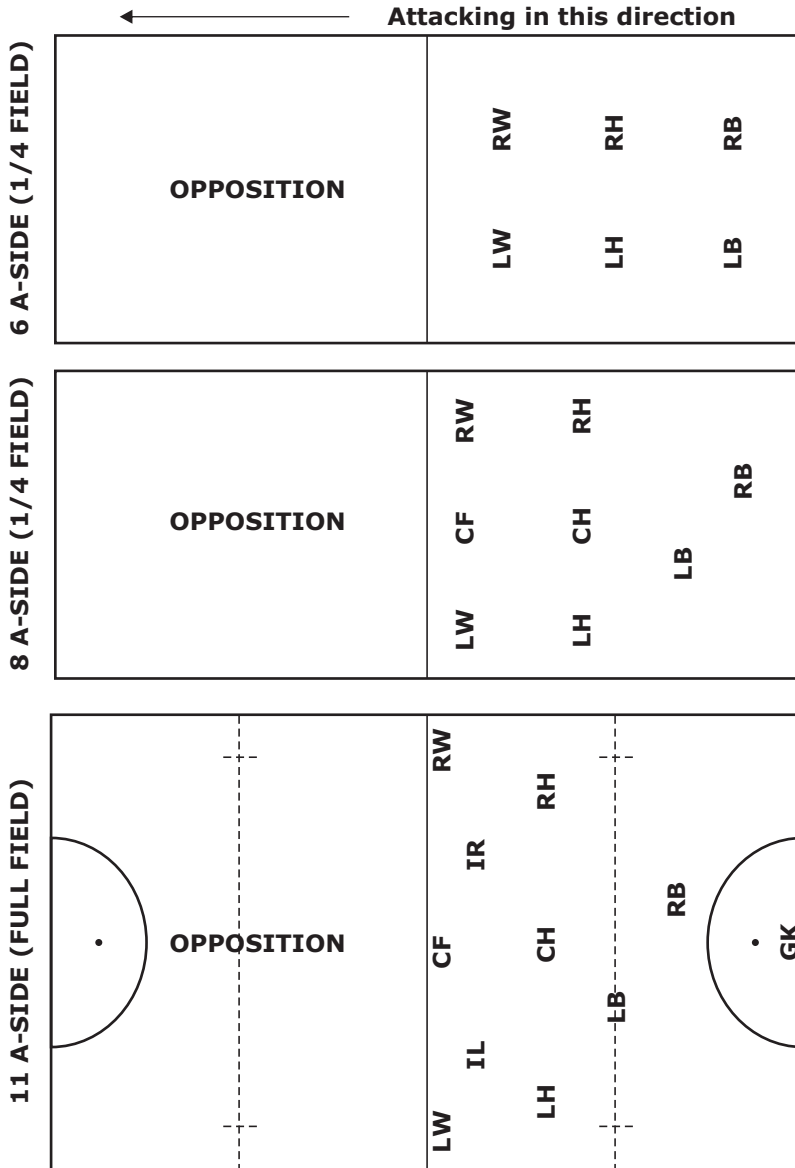 Attacking in this direction
6 A-SIDE (1/4 FIELD)
OPPOSITION
RW
RH
RB
LW
LH
LB
8 A-SIDE (1/4 FIELD)
OPPOSITION
RW
RH
RB
CF
CH
LB
LW
LH
11 A-SIDE (FULL FIELD)
OPPOSITION
RW
RH
IR
RB
CF
CH
GK
LB
IL
LH
LW